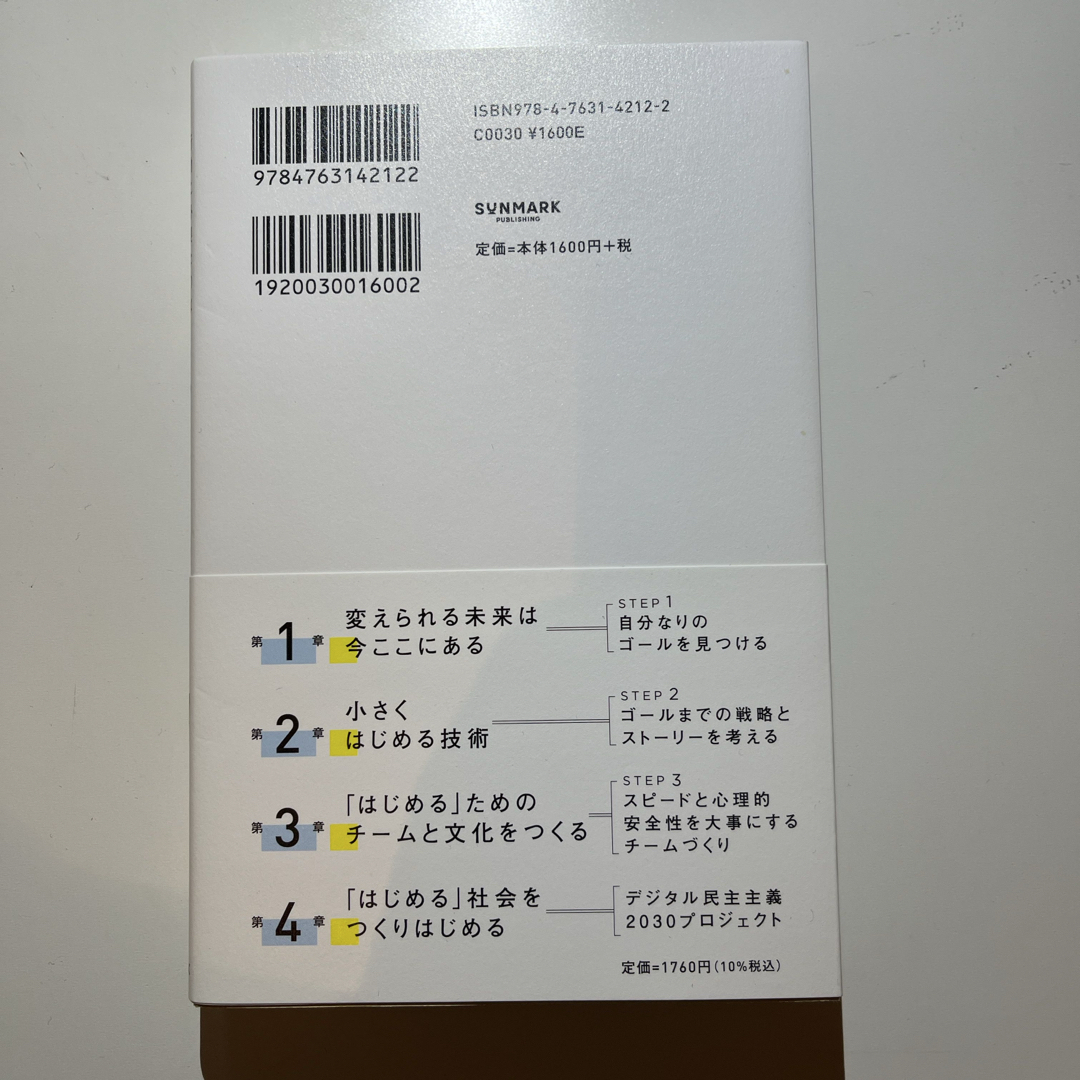 ISBN978-4-7631-4212-2
C0030 ¥1600E
9784763142122
SUNMARK
PUBLISHING
定価=本体1600円+税
1920030016002
第1章
変えられる未来は
今ここにある
STEP 1
自分なりの
ゴールを見つける
第2章
小さく
はじめる技術
STEP 2
ゴールまでの戦略と
ストーリーを考える
第3章
「はじめる」ための
チームと文化をつくる
STEP 3
スピードと心理的
安全性を大事にする
チームづくり
第4章
「はじめる」社会を
つくりはじめる
デジタル民主主義
2030プロジェクト
定価=1760円(10%税込)